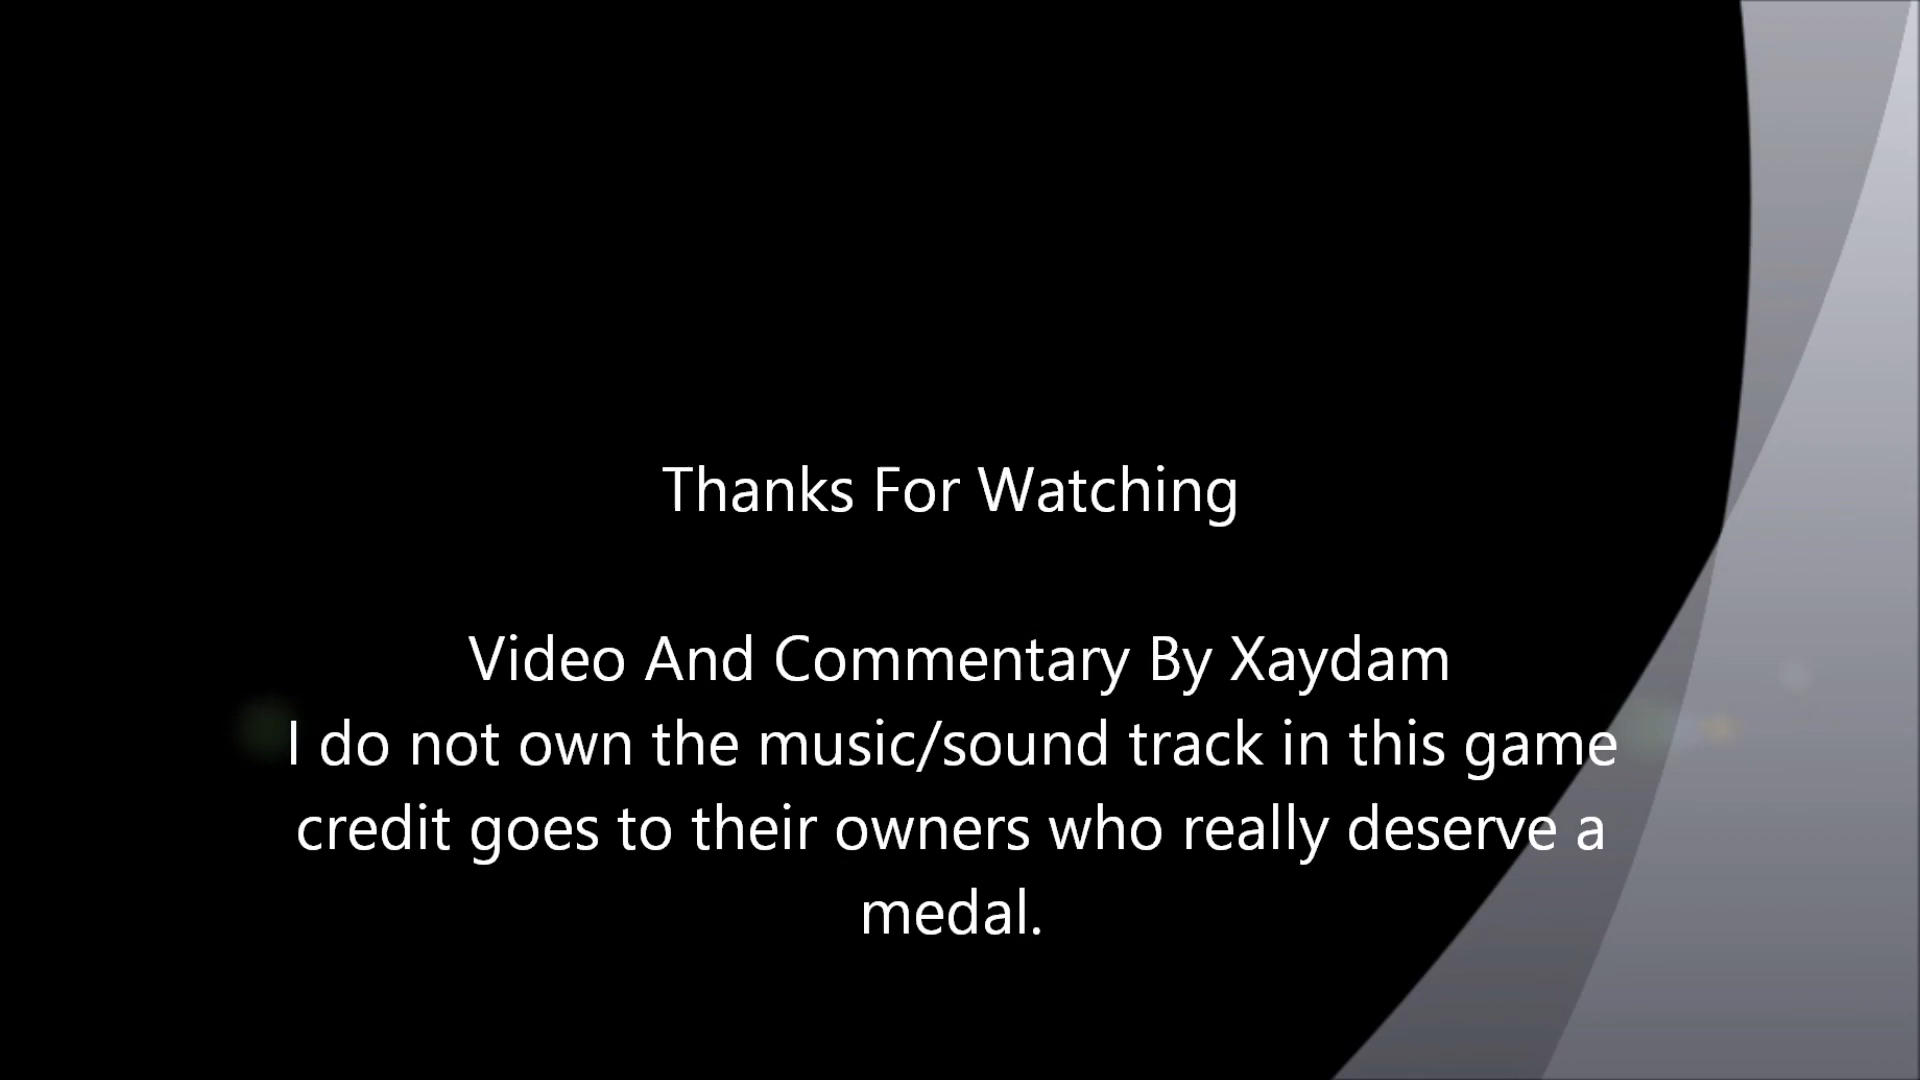 Thanks For Watching
Video And Commentary By Xaydam
I do not own the music/sound track in this game
credit goes to their owners who really deserve a
medal.